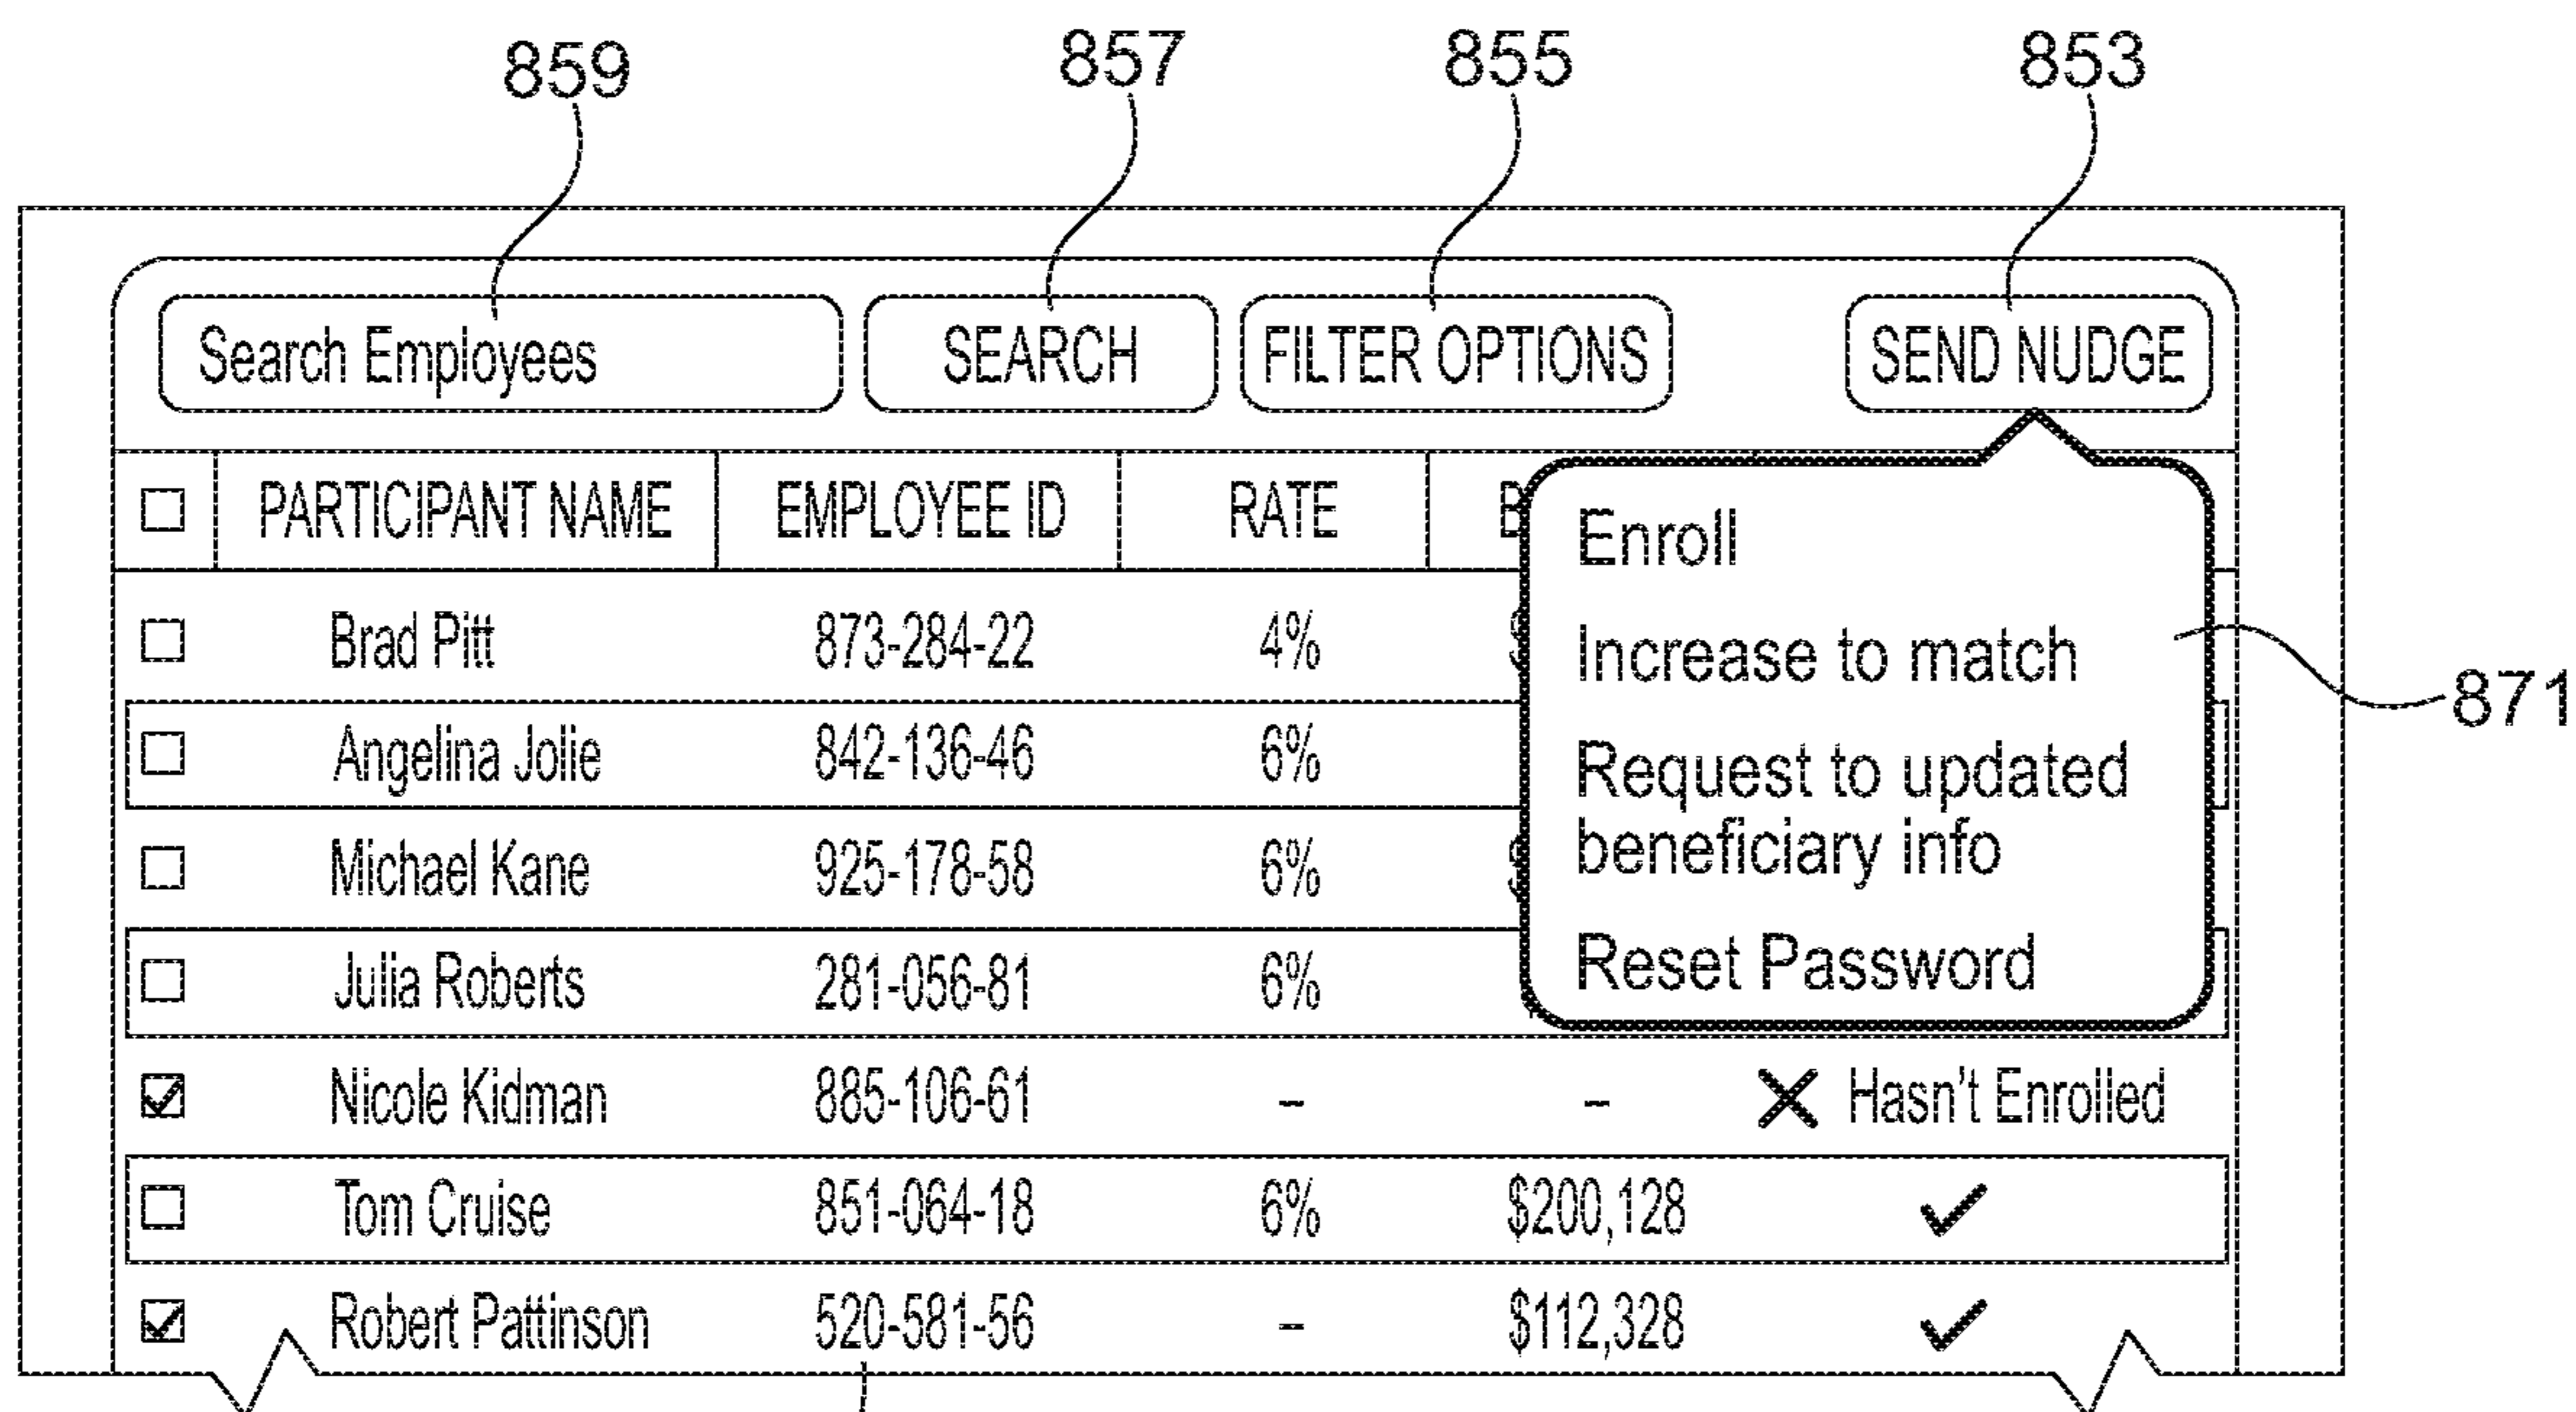 859 857 855 853
Search Employees SEARCH FILTER OPTIONS SEND NUDGE
PARTICIPANT NAME EMPLOYEE ID RATE
Enroll
Brad Pitt 873-284-22 4% Increase to match
871
Angelina Jolie 842-136-46 6% Request to updated
beneficiary info
Michael Kane 925-178-58 6%
Julia Roberts 281-056-81 6% Reset Password
Nicole Kidman 885-106-61 – – Hasn't Enrolled
Tom Cruise 851-064-18 6% $200,128
Robert Pattinson 520-581-56 – $112,328